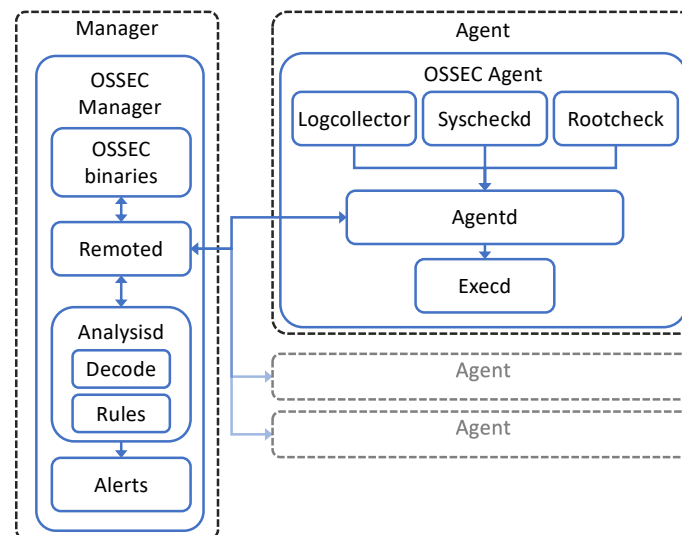 Manager
OSSEC
Manager
OSSEC
binaries
Remoted
Analysisd
Decode
Rules
Alerts
Agent
OSSEC Agent
Logcollector
Syscheckd
Rootcheck
Agentd
Execd
Agent
Agent